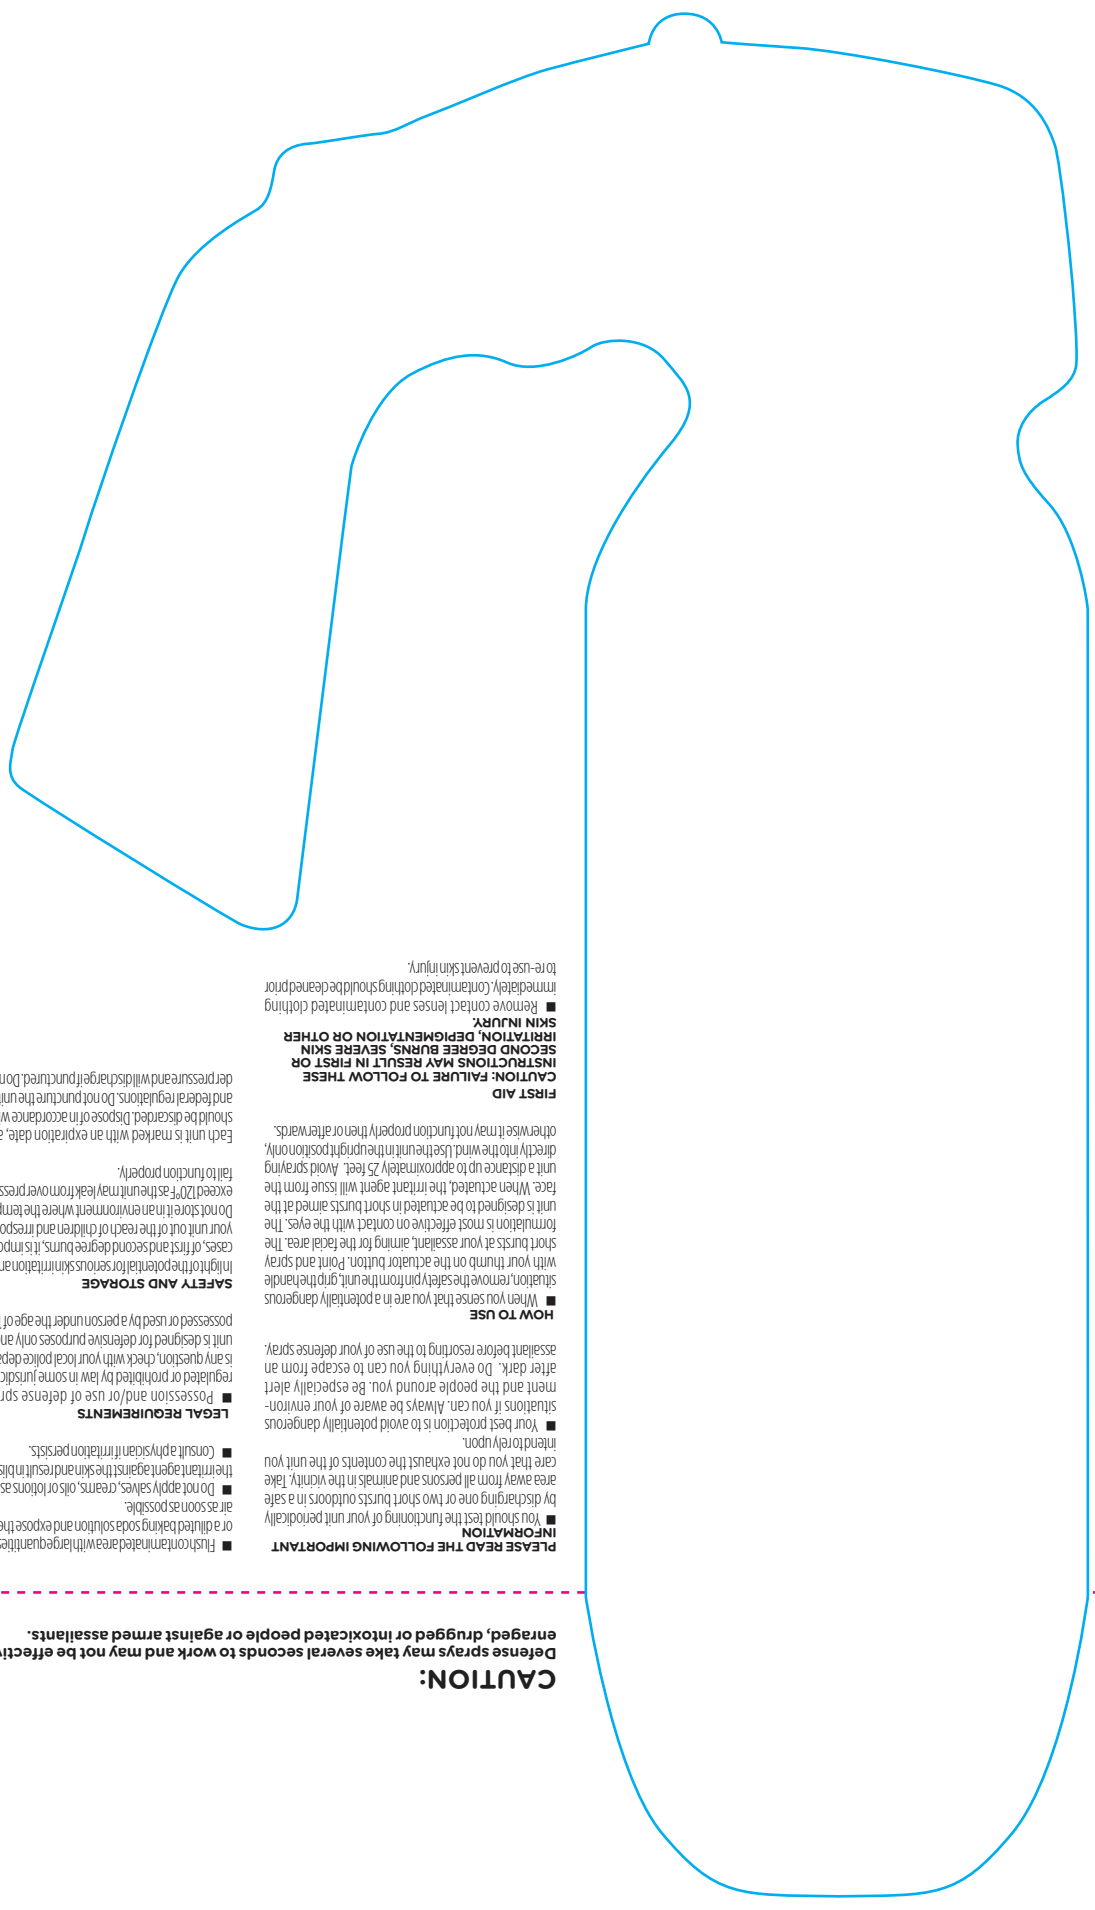 CAUTION:
Defense sprays may take several seconds to work and may not be effectiv
enraged, drugged or intoxicated people or against armed assailants.
PLEASE READ THE FOLLOWING IMPORTANT
INFORMATION
■ You should test the functioning of your unit periodically
by discharging one or two short bursts outdoors in a safe
area away from all persons and animals in the vicinity. Take
care that you do not exhaust the contents of the unit you
intend to rely upon.
■ Your best protection is to avoid potentially dangerous
situations if you can. Always be aware of your environ-
ment and the people around you. Be especially alert
after dark. Do everything you can to escape from an
assailant before resorting to the use of your defense spray.
HOW TO USE
■ When you sense that you are in a potentially dangerous
situation, remove the safety pin from the unit, grip the handle
with your thumb on the actuator button. Point and spray
short bursts at your assailant, aiming for the facial area. The
formulation is most effective on contact with the eyes. The
unit is designed to be actuated in short bursts aimed at the
face. When actuated, the irritant agent will issue from the
unit a distance up to approximately 25 feet. Avoid spraying
directly into the wind. Use the unit in the upright position only,
otherwise it may not function properly then or afterwards.
FIRST AID
CAUTION: FAILURE TO FOLLOW THESE
INSTRUCTIONS MAY RESULT IN FIRST OR
SECOND DEGREE BURNS, SEVERE SKIN
IRRITATION, DEPIGMENTATION OR OTHER
SKIN INJURY.
■ Remove contact lenses and contaminated clothing
immediately. Contaminated clothing should be cleaned prior
to re-use to prevent skin injury.
■ Flush contaminated area with large quantities
or a diluted baking soda solution and expose the
air as soon as possible.
■ Do not apply salves, creams, oils or lotions as
the irritant agent against the skin and result in blis
■ Consult a physician if irritation persists.
LEGAL REQUIREMENTS
■ Possession and/or use of defense spr
regulated or prohibited by law in some jurisdic
is any question, check with your local police depa
unit is designed for defensive purposes only an
possessed or used by a person under the age of
SAFETY AND STORAGE
In light of the potential for serious skin irritation an
cases, of first and second degree burns, it is impo
your unit out of the reach of children and irrespo
Do not store it in an environment where the temp
exceed 120°F as the unit may leak from over press
fail to function properly.
Each unit is marked with an expiration date, a
should be discarded. Dispose of in accordance w
and federal regulations. Do not puncture the uni
der pressure and will discharge if punctured. Do n